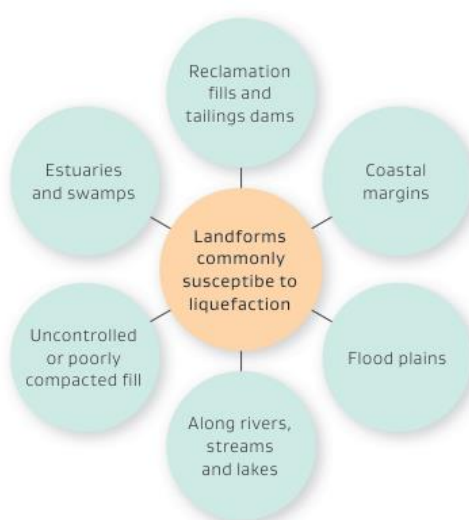 Reclamation
fills and
tailings dams
Estuaries
and swamps
Coastal
margins
Landforms
commonly
susceptibe to
liquefaction
Uncontrolled
or poorly
compacted fill
Flood plains
Along rivers,
streams
and lakes